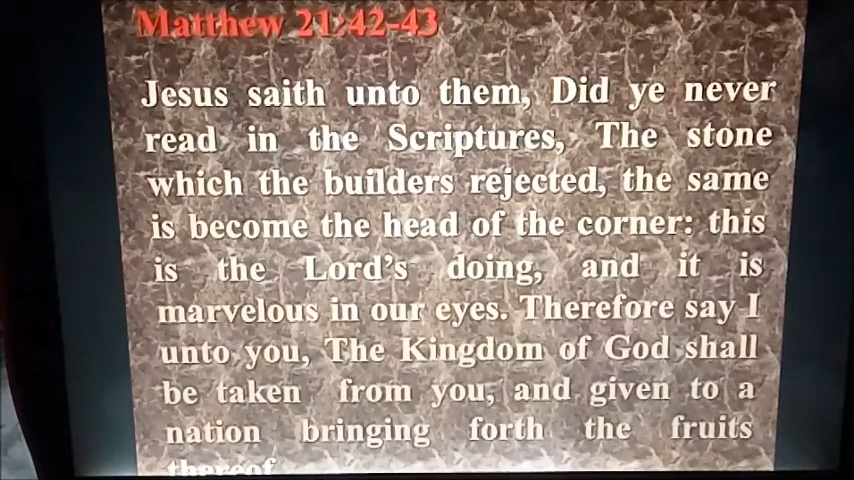 Matthew 21:42-43
Jesus saith unto them, Did ye never
read in the Scriptures, The stone
which the builders rejected, the same
is become the head of the corner: this
is the Lord's doing, and it is
marvelous in our eyes. Therefore say I
unto you, The Kingdom of God shall
be taken from you, and given to a
nation bringing forth the fruits
thereof